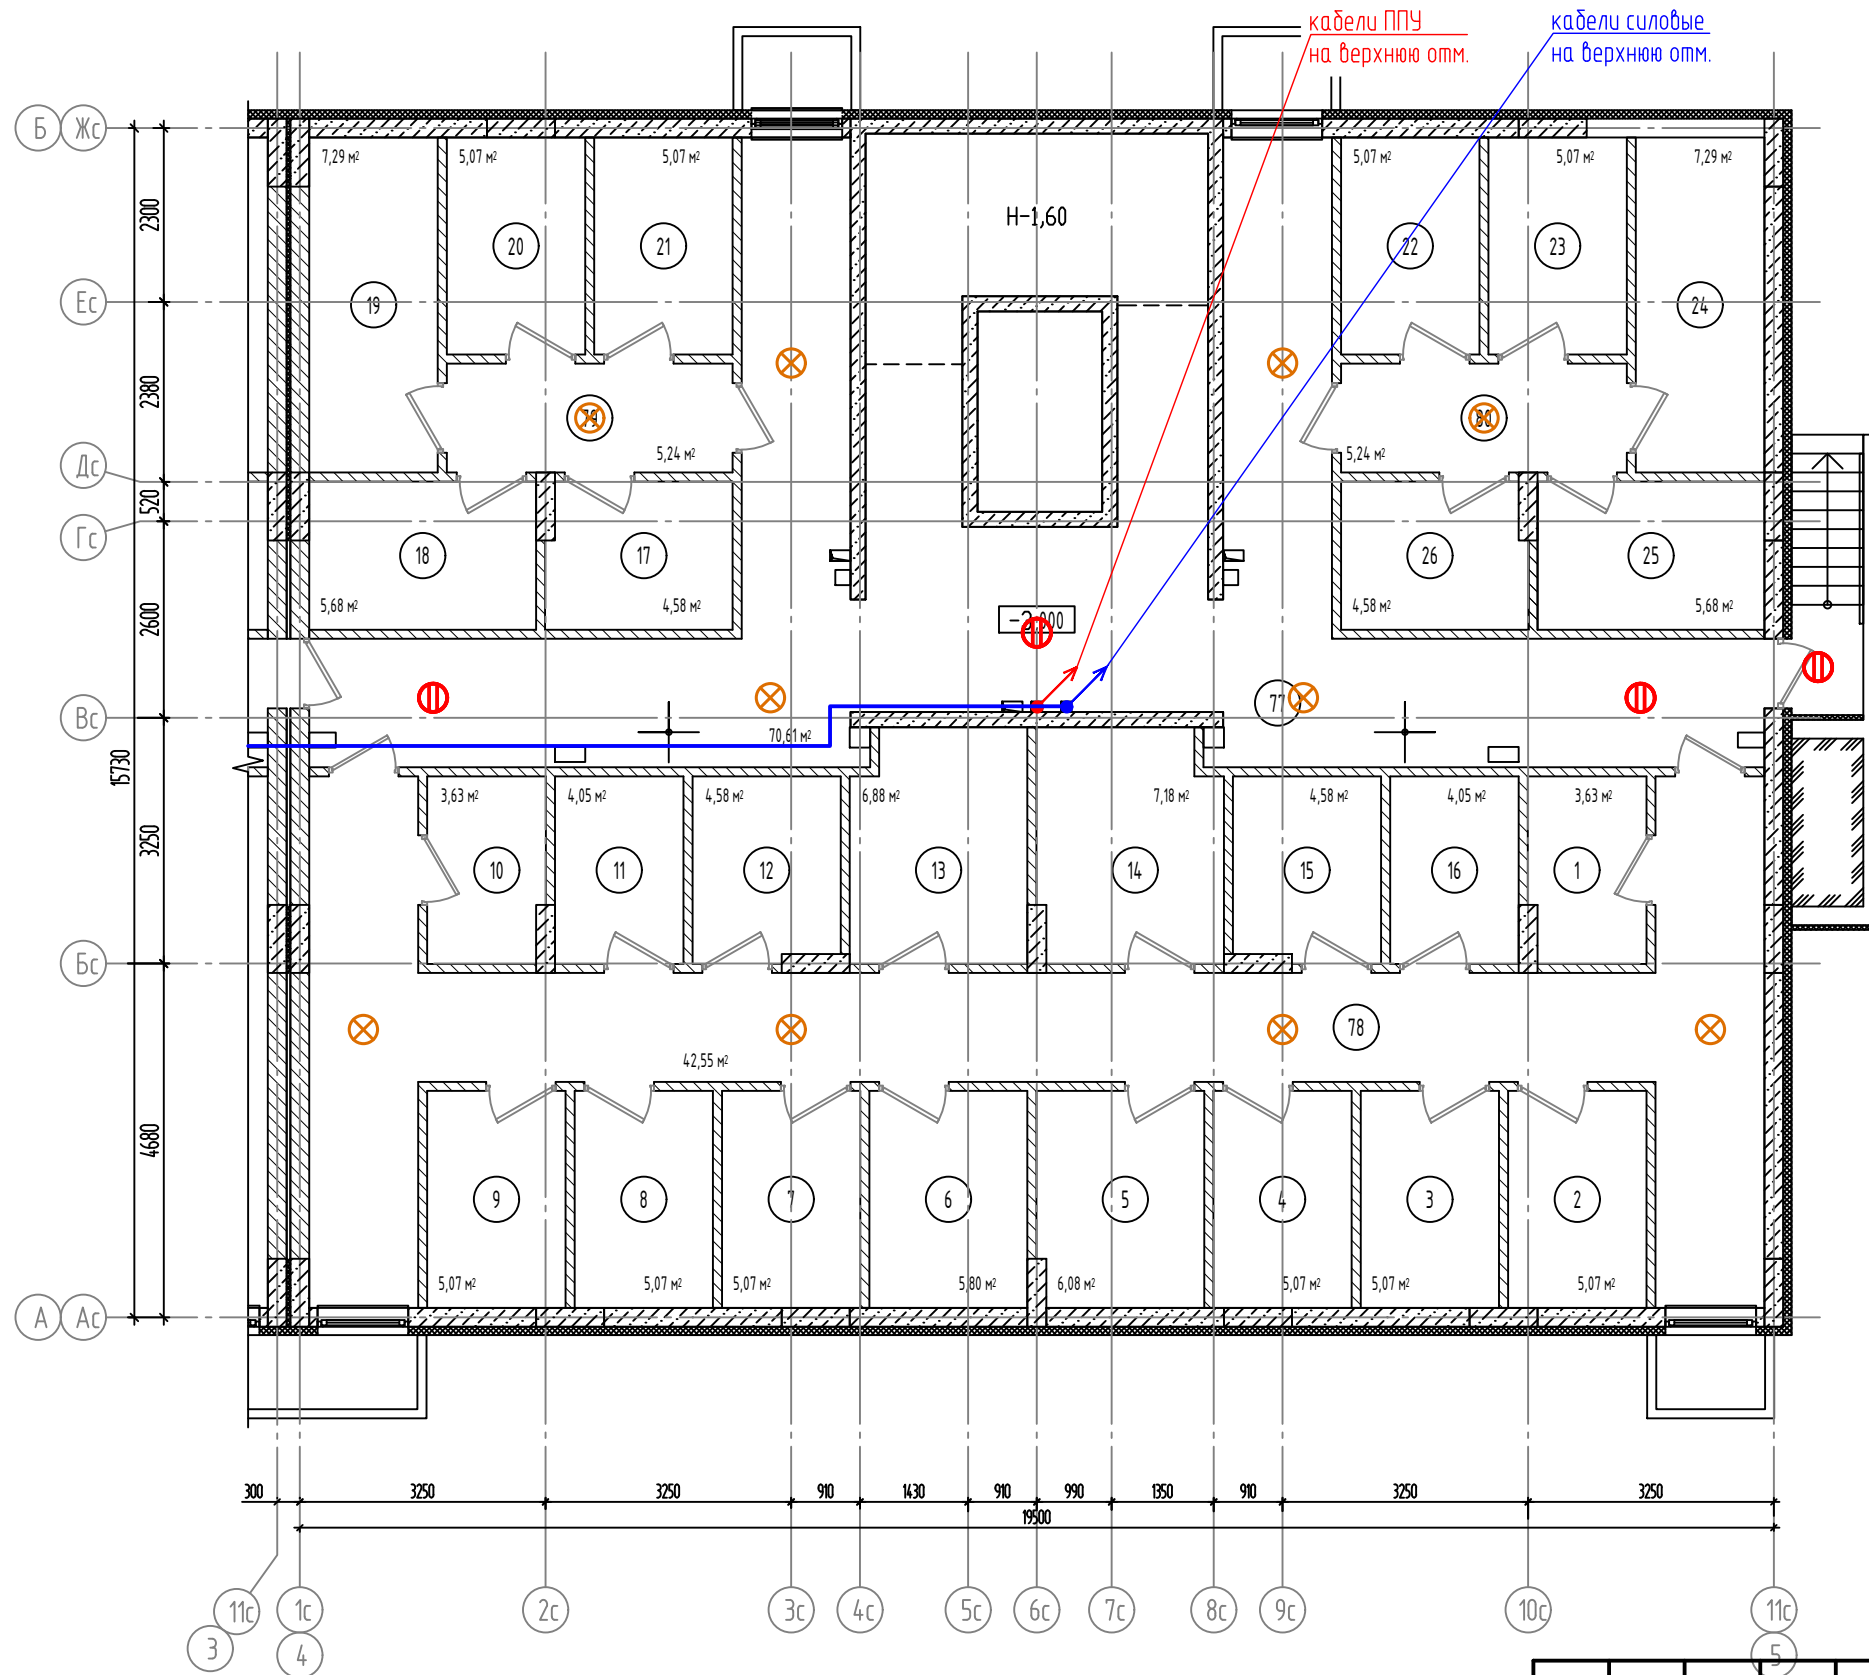 кабели ППУ
на верхнюю отм.
кабели силовые
на верхнюю отм.
Б Жс
7,29 м²
5,07 м²
5,07 м²
5,07 м²
5,07 м²
7,29 м²
2300
Н-1,60
20
21
22
23
Ес
19
24
2380
79
80
5,24 м²
5,24 м²
Дс
520
Гс
18
17
26
25
5,68 м²
4,58 м²
4,58 м²
5,68 м²
2600
-3,000
77
Вс
70,61 м²
15730
3,63 м²
4,05 м²
4,58 м²
6,88 м²
7,18 м²
4,58 м²
4,05 м²
3,63 м²
3250
10
11
12
13
14
15
16
1
Бс
78
42,55 м²
4680
9
8
7
6
5
4
3
2
5,07 м²
5,07 м²
5,07 м²
5,80 м²
6,08 м²
5,07 м²
5,07 м²
5,07 м²
А Ас
300
3250
3250
910
1430
910
990
1350
910
3250
3250
19500
11с
1с
2с
3с
4с
5с
6с
7с
8с
9с
10с
11с
3
4
5